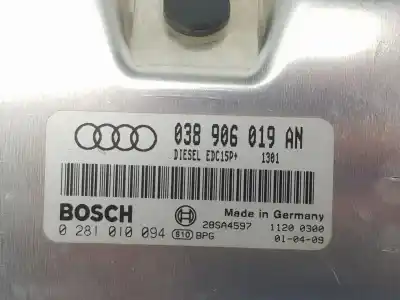 038 906 019 AN
DIESEL EDC15P+ 1301
BOSCH
Made in Germany
28SA4597 1120 0300
0 281 010 094 S10 BPG 01-04-09